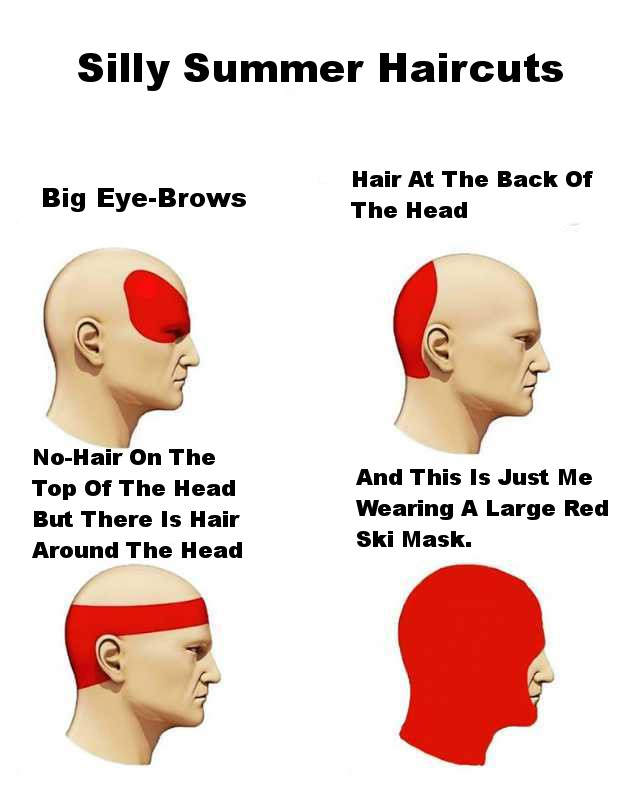 Silly Summer Haircuts
Big Eye-Brows
Hair At The Back Of
The Head
No-Hair On The
Top Of The Head
But There Is Hair
Around The Head
And This Is Just Me
Wearing A Large Red
Ski Mask.